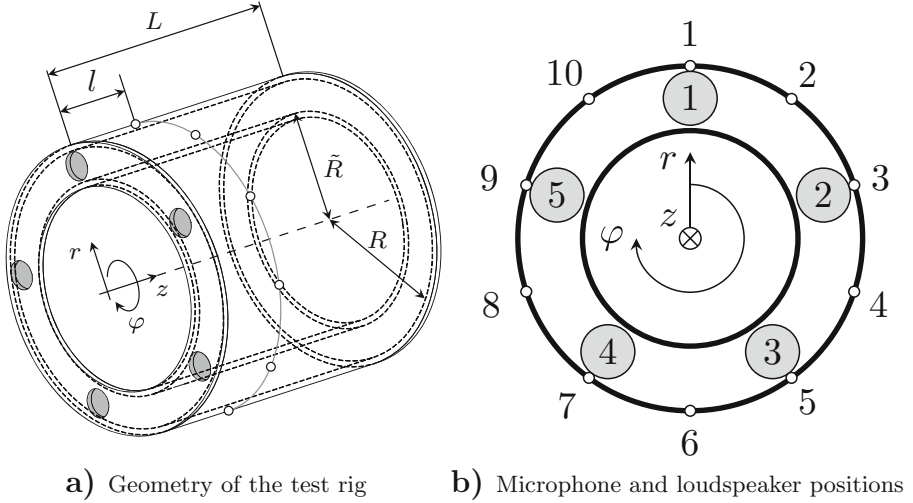 L
l
R̃
R
r
z
φ
a) Geometry of the test rig
1
2
3
4
5
6
7
8
9
10
1
2
3
4
5
r
z
φ
b) Microphone and loudspeaker positions